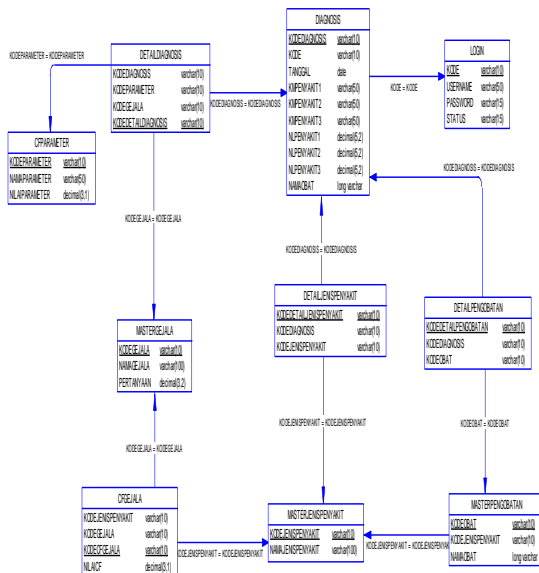 DETAILDIAGNOSIS
KODEDIAGNOSIS varchar(10)
KODEPARAMETER varchar(10)
KODEGEJALA varchar(10)
KODEDETAILDIAGNOSIS varchar(10)
KODEPARAMETER = KODEPARAMETER
CFPARAMETER
KODEPARAMETER varchar(10)
NAMAPARAMETER varchar(50)
NILAIPARAMETER decimal(3,1)
KODEDIAGNOSIS = KODEDIAGNOSIS
DIAGNOSIS
KODEDIAGNOSIS varchar(10)
KODE varchar(10)
TANGGAL date
KMPENYAKIT1 varchar(50)
KMPENYAKIT2 varchar(50)
KMPENYAKIT3 varchar(50)
NLPENYAKIT1 decimal(5,2)
NLPENYAKIT2 decimal(5,2)
NLPENYAKIT3 decimal(5,2)
NAMAOBAT long varchar
KODE = KODE
LOGIN
KODE varchar(10)
USERNAME varchar(50)
PASSWORD varchar(15)
STATUS varchar(15)
KODEDIAGNOSIS = KODEDIAGNOSIS
KODEGEJALA = KODEGEJALA
KODEDIAGNOSIS = KODEDIAGNOSIS
DETAILJENISPENYAKIT
KODEDETAILJENISPENYAKIT varchar(10)
KODEDIAGNOSIS varchar(10)
KODEJENISPENYAKIT varchar(10)
DETAILPENGOBATAN
KODEDETAILPENGOBATAN varchar(10)
KODEDIAGNOSIS varchar(10)
KODEOBAT varchar(10)
MASTERGEJALA
KODEGEJALA varchar(10)
NAMAGEJALA varchar(100)
PERTANYAAN decimal(3,2)
KODEJENISPENYAKIT = KODEJENISPENYAKIT
KODEOBAT = KODEOBAT
KODEGEJALA = KODEGEJALA
CFGEJALA
KODEJENISPENYAKIT varchar(10)
KODEGEJALA varchar(10)
KODECFGEJALA varchar(10)
NILAICF decimal(3,1)
KODEJENISPENYAKIT = KODEJENISPENYAKIT
MASTERJENISPENYAKIT
KODEJENISPENYAKIT varchar(10)
NAMAJENISPENYAKIT varchar(100)
KODEJENISPENYAKIT = KODEJENISPENYAKIT
MASTERPENGOBATAN
KODEOBAT varchar(10)
KODEJENISPENYAKIT varchar(10)
NAMAOBAT long varchar